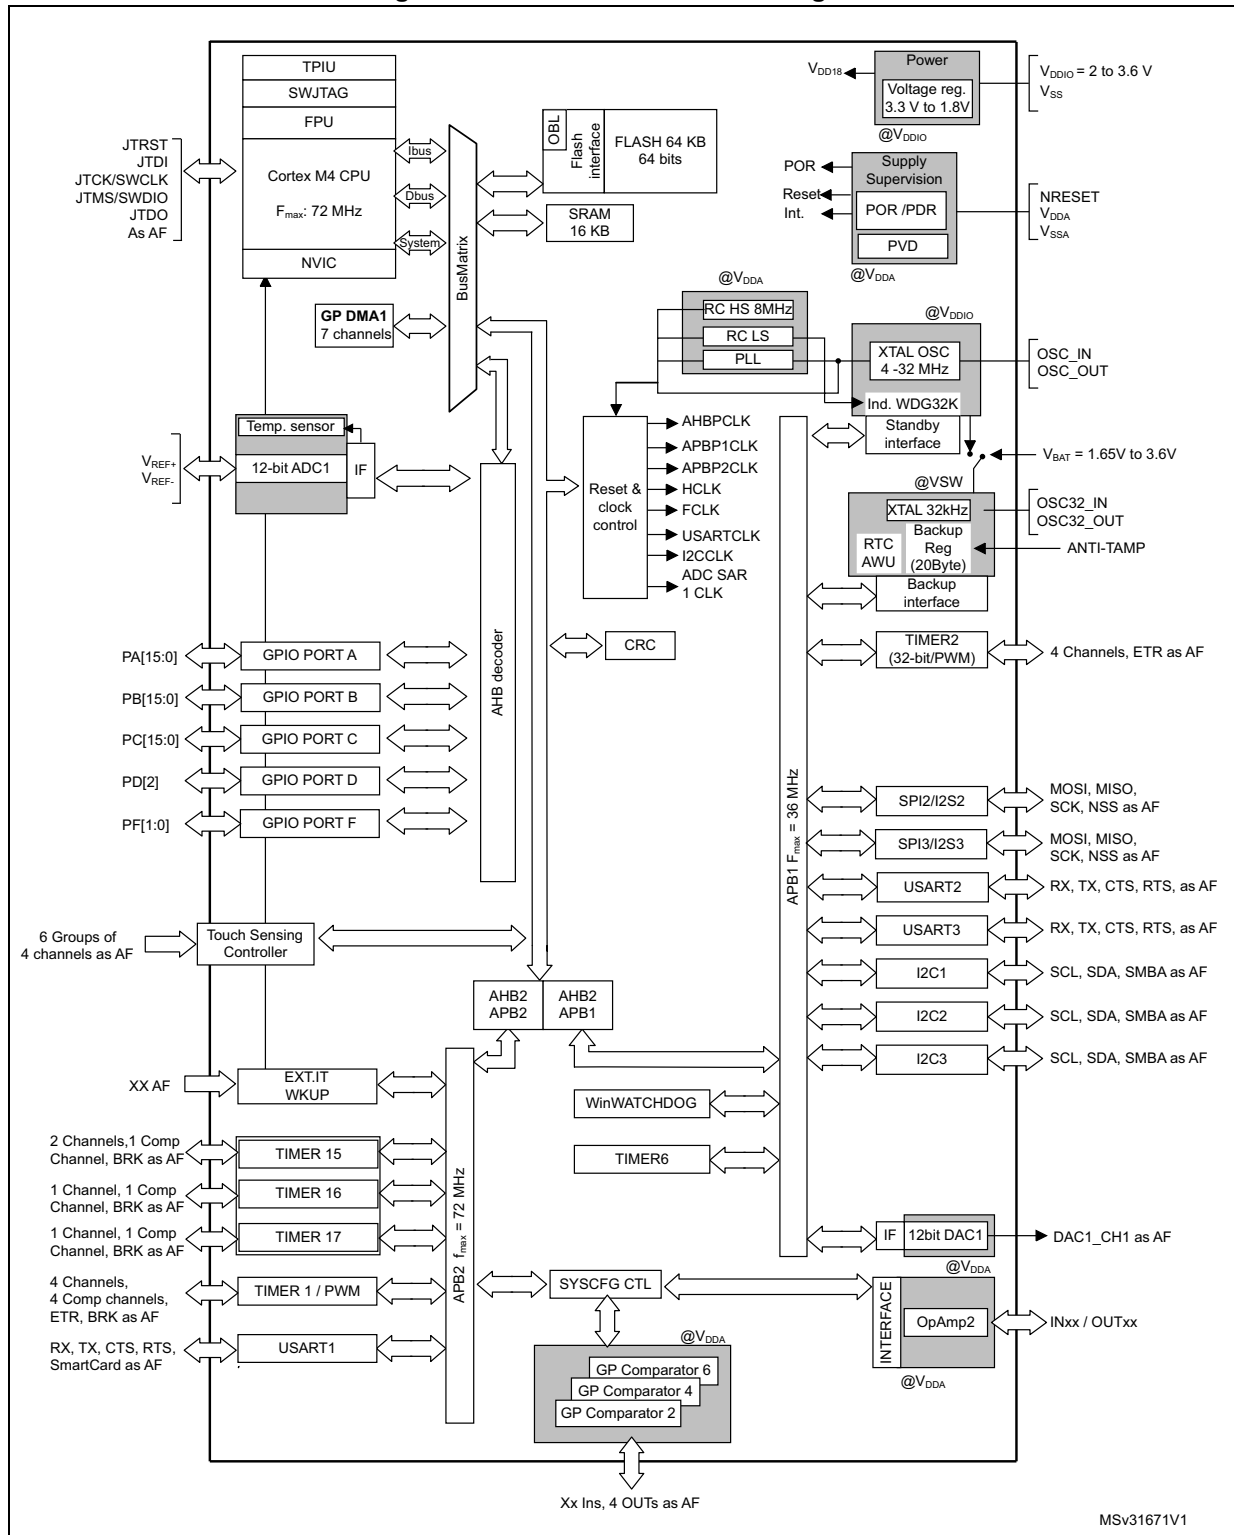 TPIU
SWJTAG
FPU
Cortex M4 CPU
Fmax: 72 MHz
NVIC
JTRST
JTDI
JTCK/SWCLK
JTMS/SWDIO
JTDO
As AF
Ibus
Dbus
System
BusMatrix
OBL
Flash
interface
FLASH 64 KB
64 bits
SRAM
16 KB
GP DMA1
7 channels
VDD18
Power
Voltage reg.
3.3 V to 1.8V
@VDDIO
VDDIO = 2 to 3.6 V
VSS
POR
Reset
Int.
Supply
Supervision
POR /PDR
PVD
@VDDA
NRESET
VDDA
VSSA
@VDDA
RC HS 8MHz
RC LS
PLL
@VDDIO
XTAL OSC
4 -32 MHz
Ind. WDG32K
Standby
interface
OSC_IN
OSC_OUT
VBAT = 1.65V to 3.6V
@VSW
XTAL 32kHz
RTC
AWU
Backup
Reg
(20Byte)
Backup
interface
OSC32_IN
OSC32_OUT
ANTI-TAMP
Reset &
clock
control
AHBPCLK
APBP1CLK
APBP2CLK
HCLK
FCLK
USARTCLK
I2CCLK
ADC SAR
1 CLK
VREF+
VREF-
Temp. sensor
12-bit ADC1
IF
AHB decoder
CRC
PA[15:0]
GPIO PORT A
PB[15:0]
GPIO PORT B
PC[15:0]
GPIO PORT C
PD[2]
GPIO PORT D
PF[1:0]
GPIO PORT F
6 Groups of
4 channels as AF
Touch Sensing
Controller
AHB2
APB2
AHB2
APB1
APB1 Fmax = 36 MHz
TIMER2
(32-bit/PWM)
4 Channels, ETR as AF
SPI2/I2S2
MOSI, MISO,
SCK, NSS as AF
SPI3/I2S3
MOSI, MISO,
SCK, NSS as AF
USART2
RX, TX, CTS, RTS, as AF
USART3
RX, TX, CTS, RTS, as AF
I2C1
SCL, SDA, SMBA as AF
I2C2
SCL, SDA, SMBA as AF
I2C3
SCL, SDA, SMBA as AF
WinWATCHDOG
TIMER6
IF
12bit DAC1
@VDDA
DAC1_CH1 as AF
XX AF
EXT.IT
WKUP
2 Channels,1 Comp
Channel, BRK as AF
TIMER 15
1 Channel, 1 Comp
Channel, BRK as AF
TIMER 16
1 Channel, 1 Comp
Channel, BRK as AF
TIMER 17
4 Channels,
4 Comp channels,
ETR, BRK as AF
TIMER 1 / PWM
RX, TX, CTS, RTS,
SmartCard as AF
USART1
APB2 fmax = 72 MHz
SYSCFG CTL
INTERFACE
OpAmp2
@VDDA
INxx / OUTxx
@VDDA
GP Comparator 6
GP Comparator 4
GP Comparator 2
Xx Ins, 4 OUTs as AF
MSv31671V1